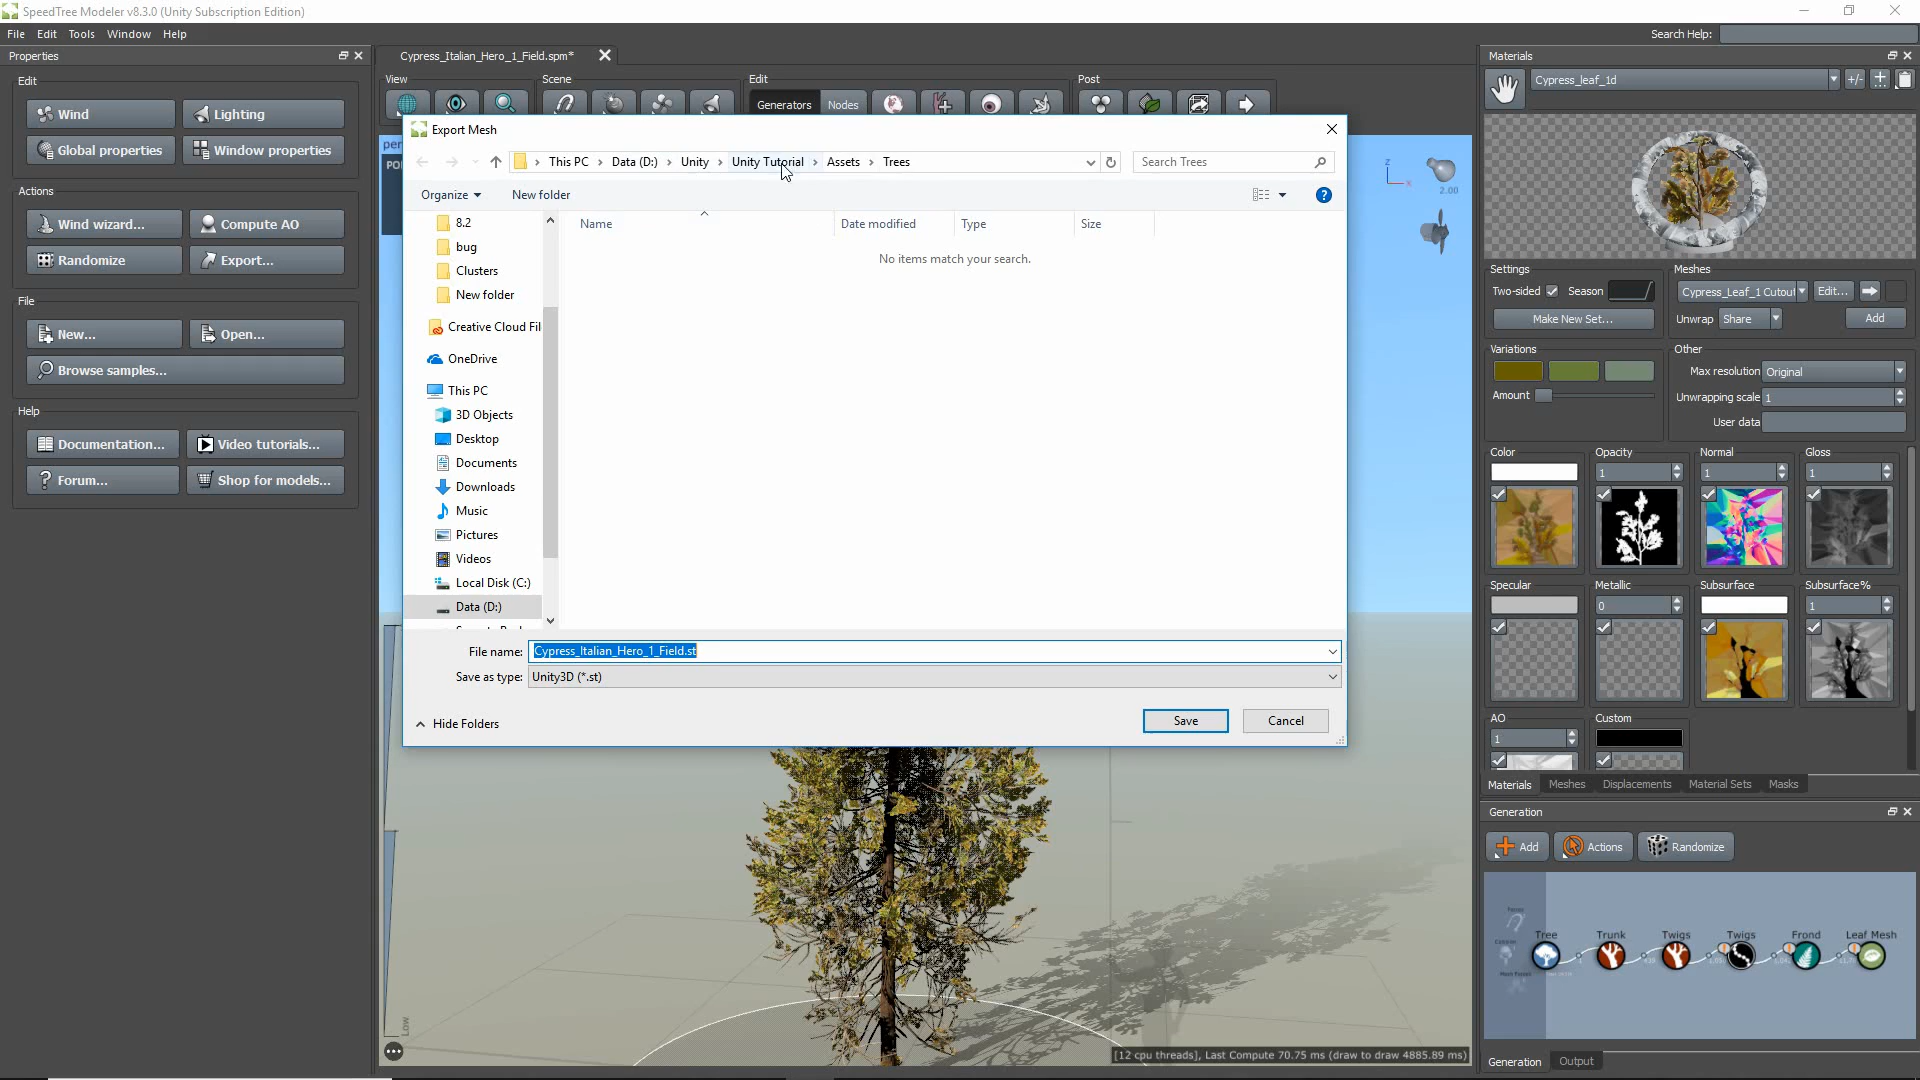 SpeedTree Modeler v8.3.0 (Unity Subscription Edition)
File Edit Tools Window Help
Search Help:
Properties
Cypress_Italian_Hero_1_Field.spm*
Materials
Edit
Wind
Lighting
Global properties
Window properties
Actions
Wind wizard...
Compute AO
Randomize
Export...
File
New...
Open...
Browse samples...
Help
Documentation...
Video tutorials...
Forum...
Shop for models...
View
Scene
Edit
Post
Generators
Nodes
Export Mesh
This PC
Data (D:)
Unity
Unity Tutorial
Assets
Trees
Search Trees
Organize
New folder
Name
Date modified
Type
Size
No items match your search.
8.2
bug
Clusters
New folder
Creative Cloud Fil
OneDrive
This PC
3D Objects
Desktop
Documents
Downloads
Music
Pictures
Videos
Local Disk (C:)
Data (D:)
File name: Cypress_Italian_Hero_1_Field.st
Save as type: Unity3D (*.st)
Hide Folders
Save
Cancel
z
x
2.00
Low
[12 cpu threads], Last Compute 70.75 ms (draw to draw 4885.89 ms)
Cypress_leaf_1d
+/-
Settings
Two-sided
Season
Make New Set...
Meshes
Cypress_Leaf_1 Cutout
Edit...
Unwrap
Share
Add
Variations
Amount
Other
Max resolution Original
Unwrapping scale 1
User data
Color
Opacity
Normal
Gloss
1
1
1
Specular
Metallic
Subsurface
Subsurface%
0
1
AO
Custom
1
Materials
Meshes
Displacements
Material Sets
Masks
Generation
Add
Actions
Randomize
Tree
Trunk
Twigs
Twigs
Frond
Leaf Mesh
Generation
Output